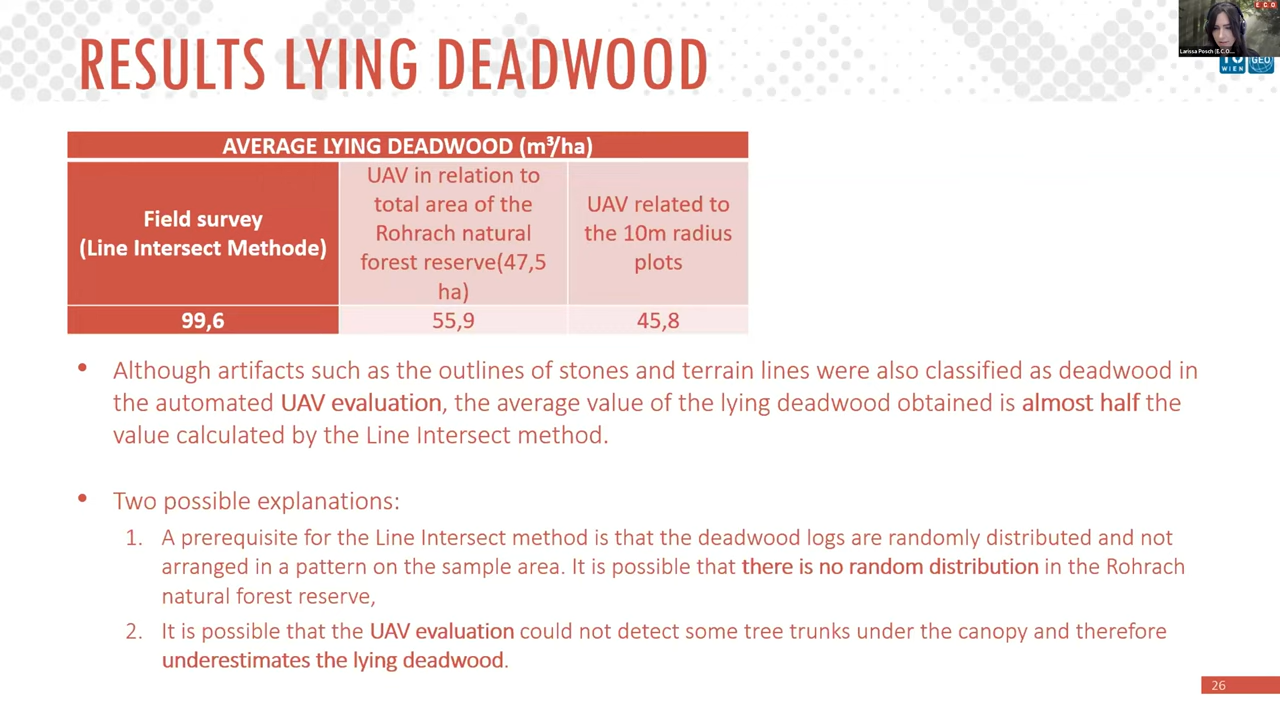 RESULTS LYING DEADWOOD
E.C.O
Larissa Posch (E.C.O.
WIEN GEO
AVERAGE LYING DEADWOOD (m³/ha)
Field survey
(Line Intersect Methode)
UAV in relation to
total area of the
Rohrach natural
forest reserve(47,5
ha)
UAV related to
the 10m radius
plots
99,6
55,9
45,8
• Although artifacts such as the outlines of stones and terrain lines were also classified as deadwood in
the automated UAV evaluation, the average value of the lying deadwood obtained is almost half the
value calculated by the Line Intersect method.
• Two possible explanations:
1. A prerequisite for the Line Intersect method is that the deadwood logs are randomly distributed and not
arranged in a pattern on the sample area. It is possible that there is no random distribution in the Rohrach
natural forest reserve,
2. It is possible that the UAV evaluation could not detect some tree trunks under the canopy and therefore
underestimates the lying deadwood.
26